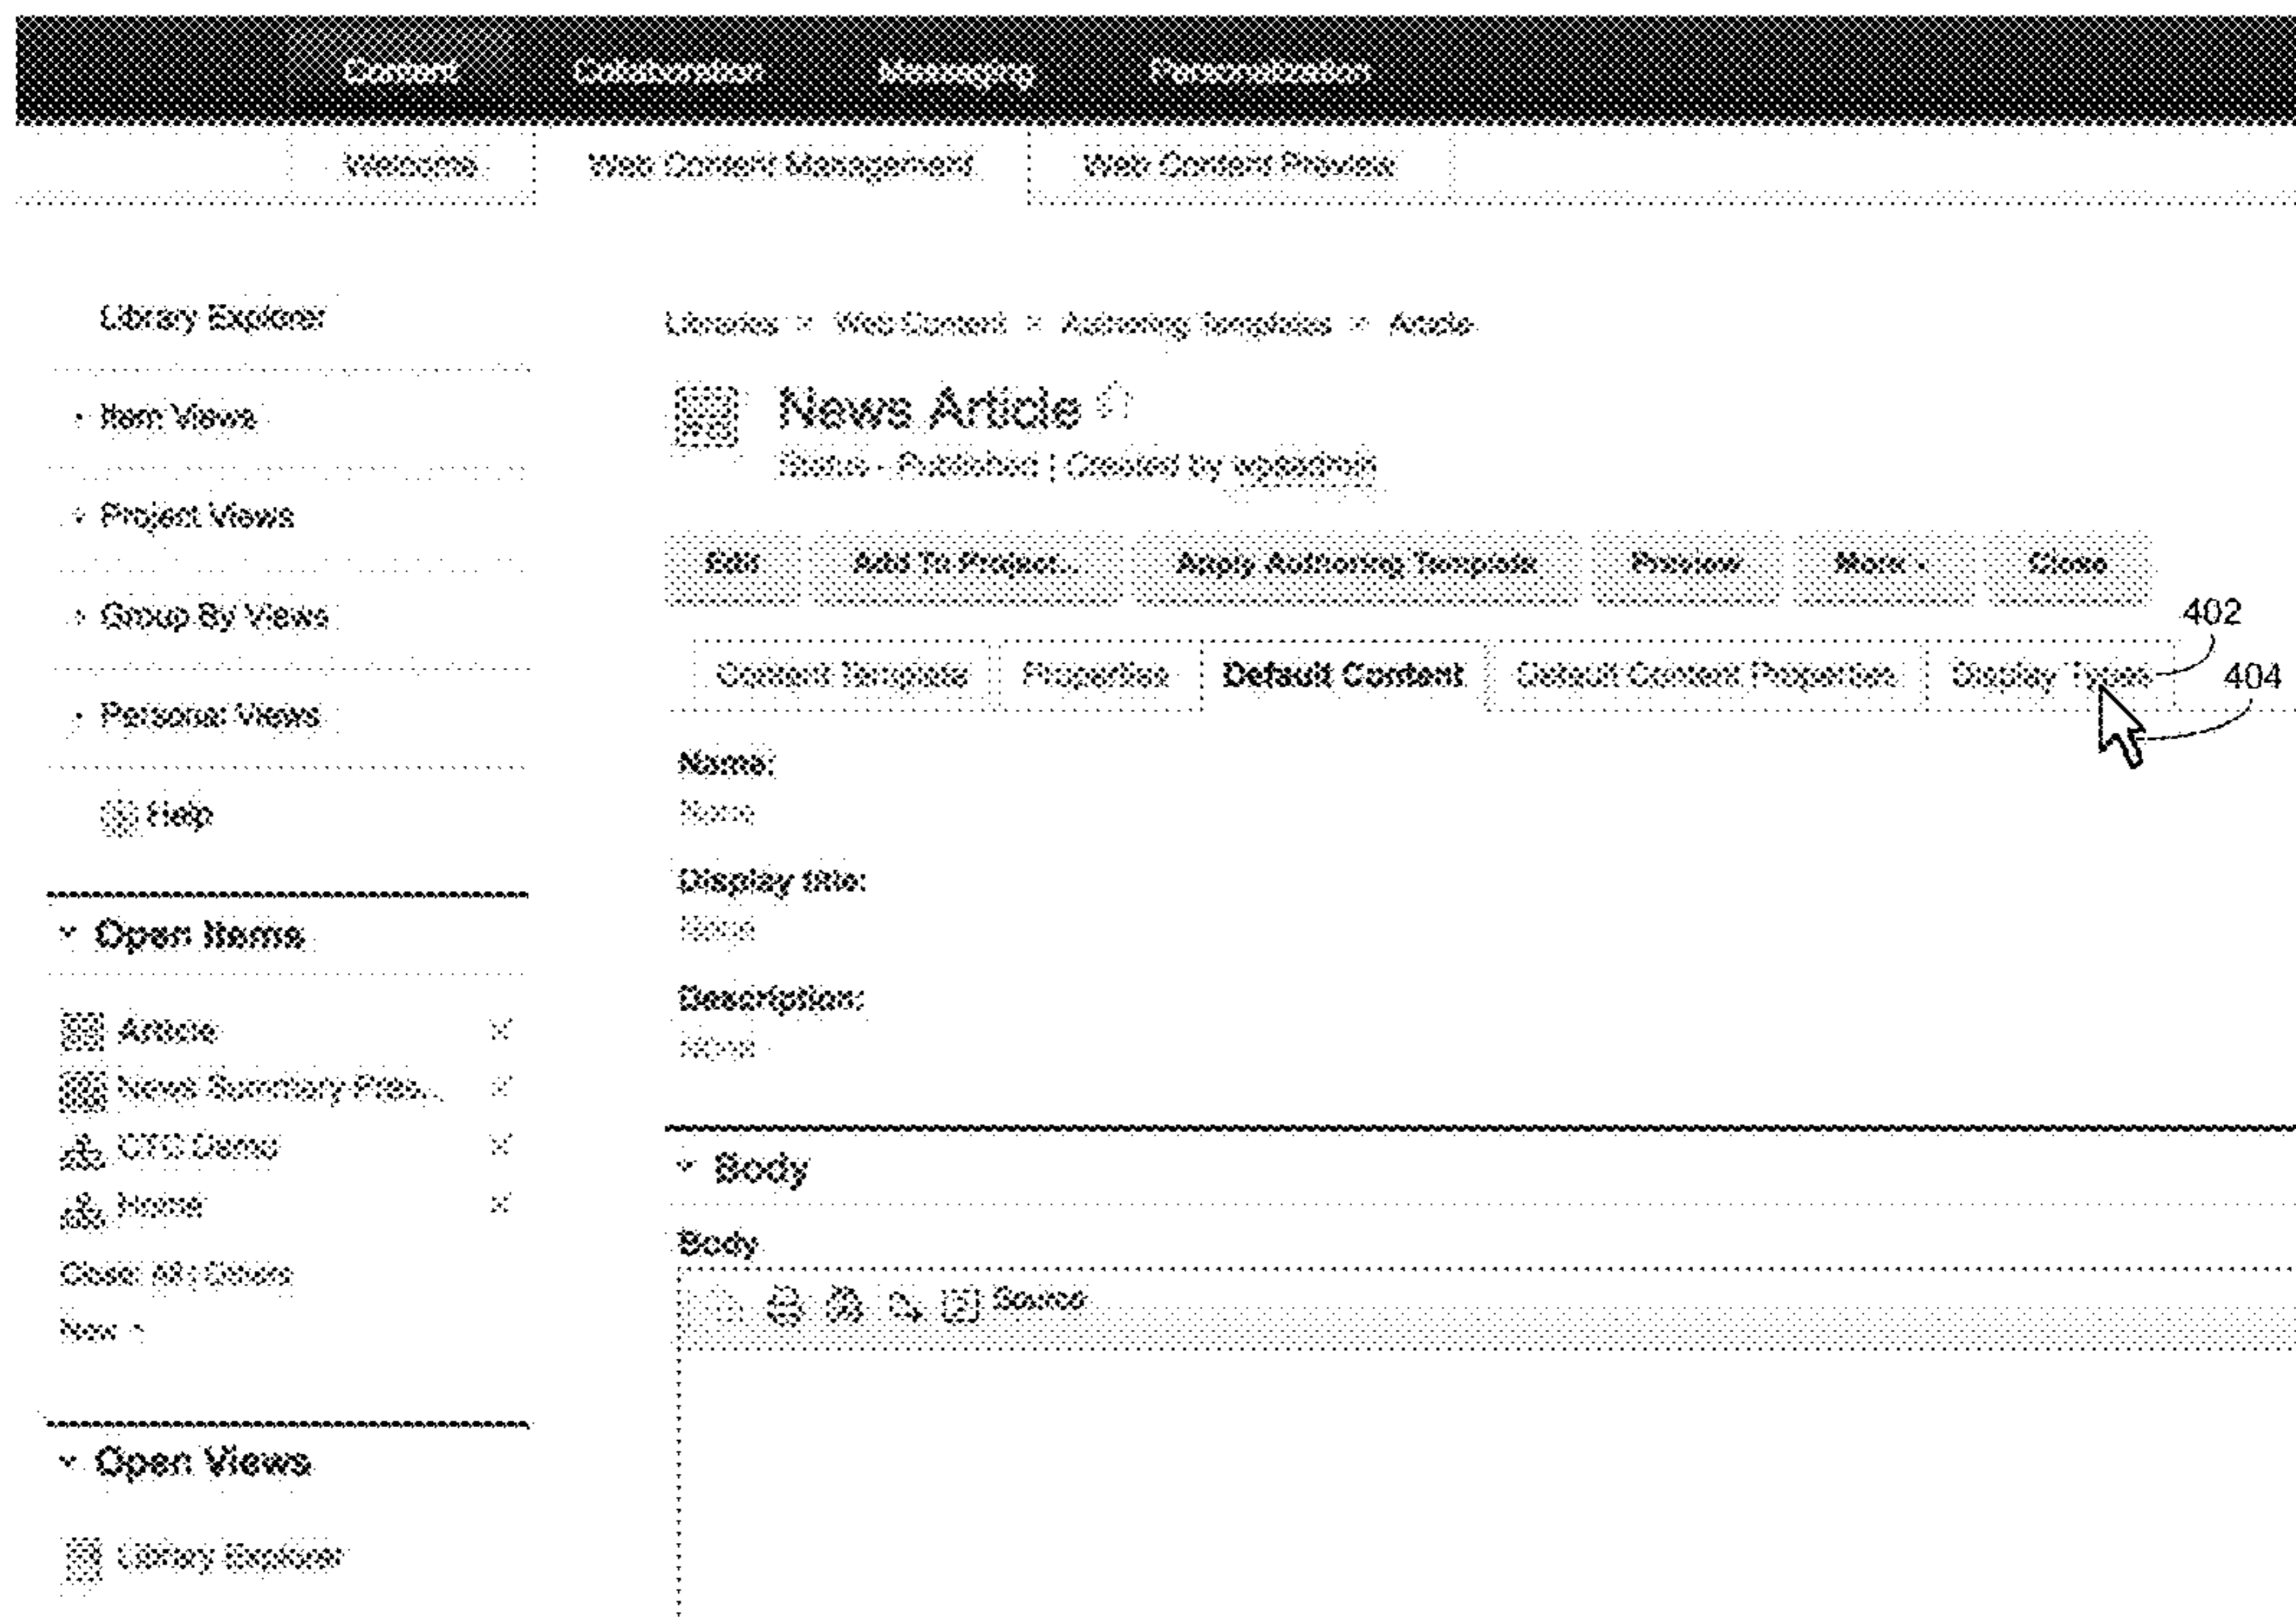 Content Collaboration Messaging Personalization
Welcome Web Content Management Web Content Preview
Library Explorer
Item Views
Project Views
Group By Views
Personal Views
Help
Open Items
Article
News Summary Pres...
CTC Demo
Home
Close: All | Others
New
Open Views
Library Explorer
Libraries > Web Content > Authoring Templates > Article
News Article
Status - Published | Created by wpsadmin
Edit Add To Project... Apply Authoring Template Preview More Close
402
Content Template Properties Default Content Default Content Properties Display Types
404
Name:
None
Display title:
None
Description:
None
Body
Body
Source